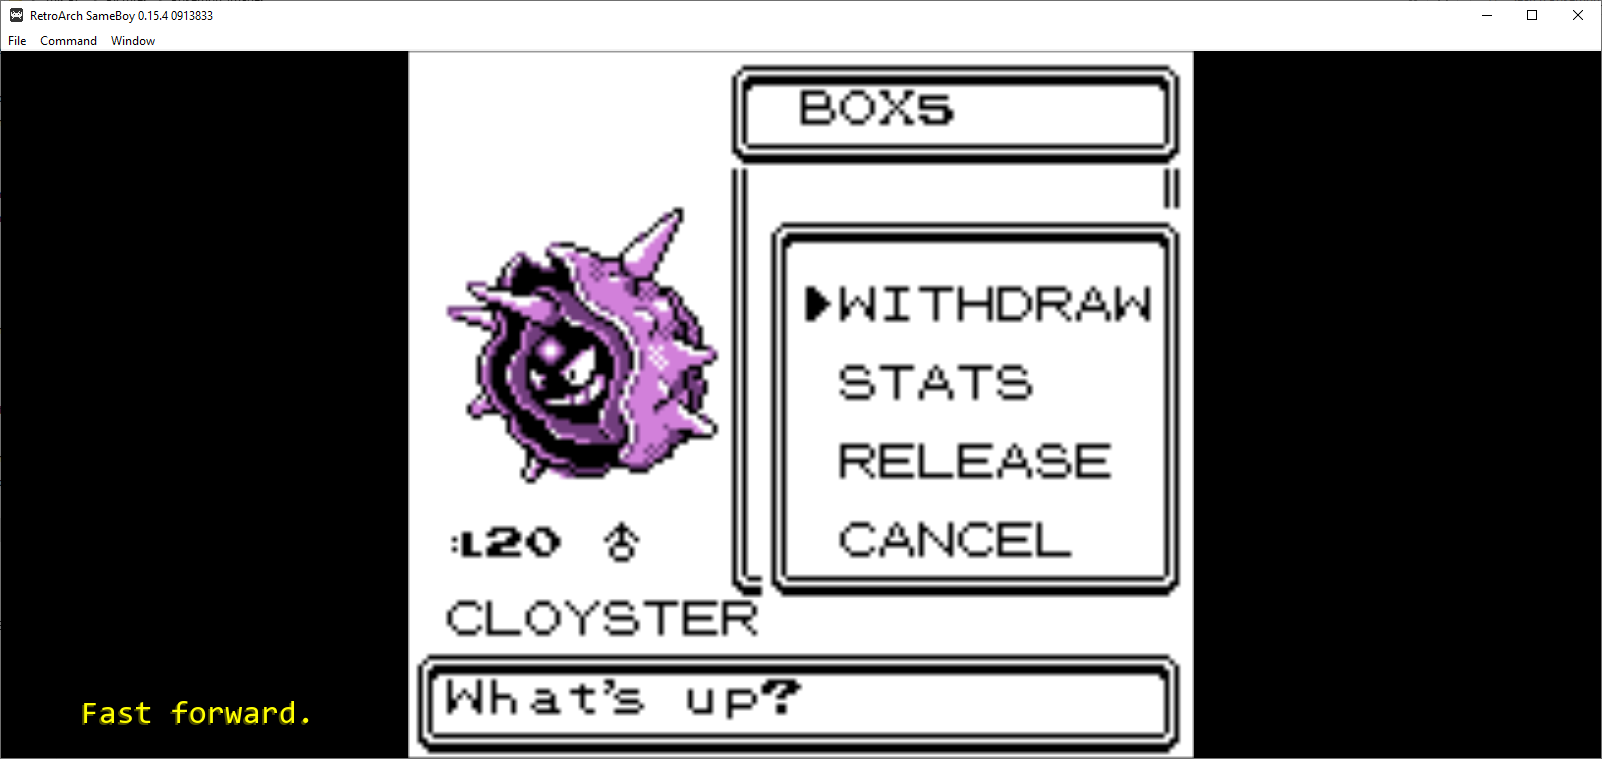 RetroArch SameBoy 0.15.4 0913833
File Command Window
BOX5
▶WITHDRAW
STATS
RELEASE
CANCEL
:L20 ♂
CLOYSTER
What's up?
Fast forward.